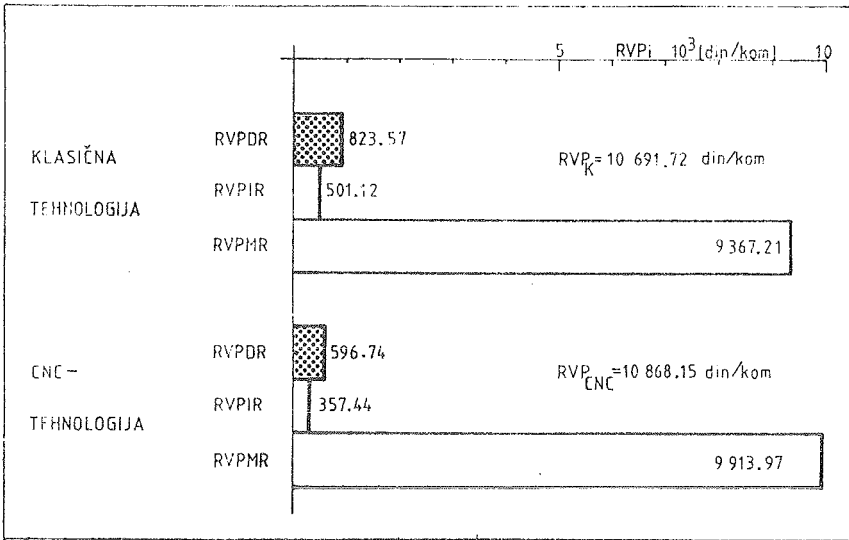 5 RVPi 10³ [din/kom] 10
RVPDR 823.57
KLASIČNA RVP_K=10 691.72 din/kom
RVPIR 501.12
TEHNOLOGIJA
RVPMR 9 367.21
RVPDR 596.74
CNC- RVP_CNC=10 868.15 din/kom
RVPIR 357.44
TEHNOLOGIJA
RVPMR 9 913.97